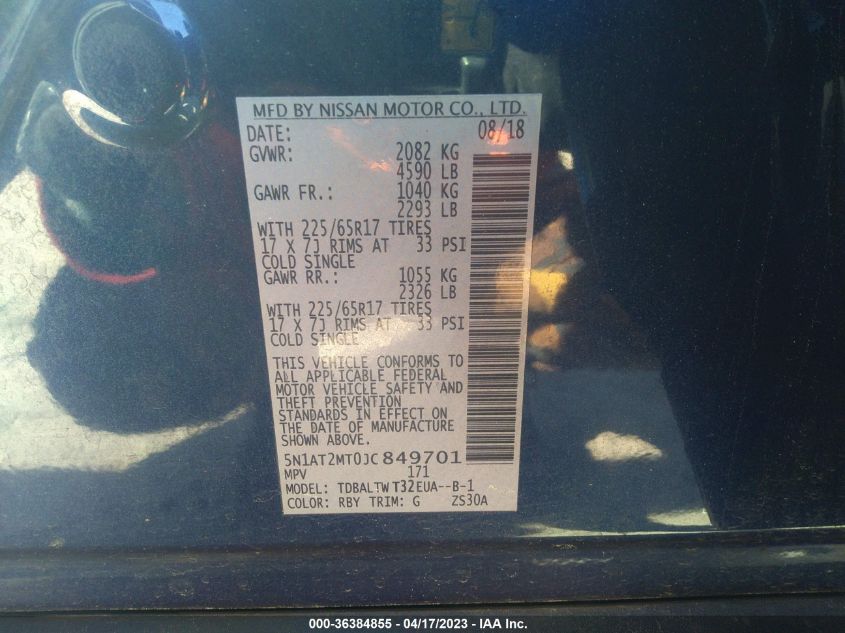 MFD BY NISSAN MOTOR CO., LTD.
DATE: 08/18
GVWR: 2082 KG
4590 LB
GAWR FR.: 1040 KG
2293 LB
WITH 225/65R17 TIRES
17 X 7J RIMS AT 33 PSI
COLD SINGLE
GAWR RR.: 1055 KG
2326 LB
WITH 225/65R17 TIRES
17 X 7J RIMS AT 33 PSI
COLD SINGLE
THIS VEHICLE CONFORMS TO
ALL APPLICABLE FEDERAL
MOTOR VEHICLE SAFETY AND
THEFT PREVENTION
STANDARDS IN EFFECT ON
THE DATE OF MANUFACTURE
SHOWN ABOVE.
5N1AT2MT0JC849701
MPV 171
MODEL: TDBALTWT32EUA--B-1
COLOR: RBY TRIM: G ZS30A
000-36384855 - 04/17/2023 - IAA Inc.